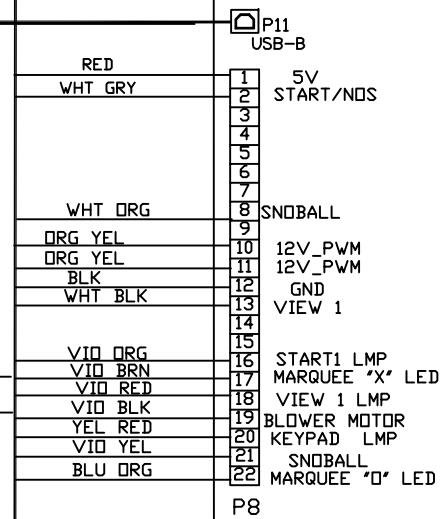 P11
USB-B
RED 1 5V
WHT GRY 2 START/NOS
3
4
5
6
7
WHT ORG 8 SNOBALL
9
ORG YEL 10 12V_PWM
ORG YEL 11 12V_PWM
BLK 12 GND
WHT BLK 13 VIEW 1
14
15
VIO ORG 16 START1 LMP
VIO BRN 17 MARQUEE "X" LED
VIO RED 18 VIEW 1 LMP
VIO BLK 19 BLOWER MOTOR
YEL RED 20 KEYPAD LMP
VIO YEL 21 SNOBALL
BLU ORG 22 MARQUEE "O" LED
P8